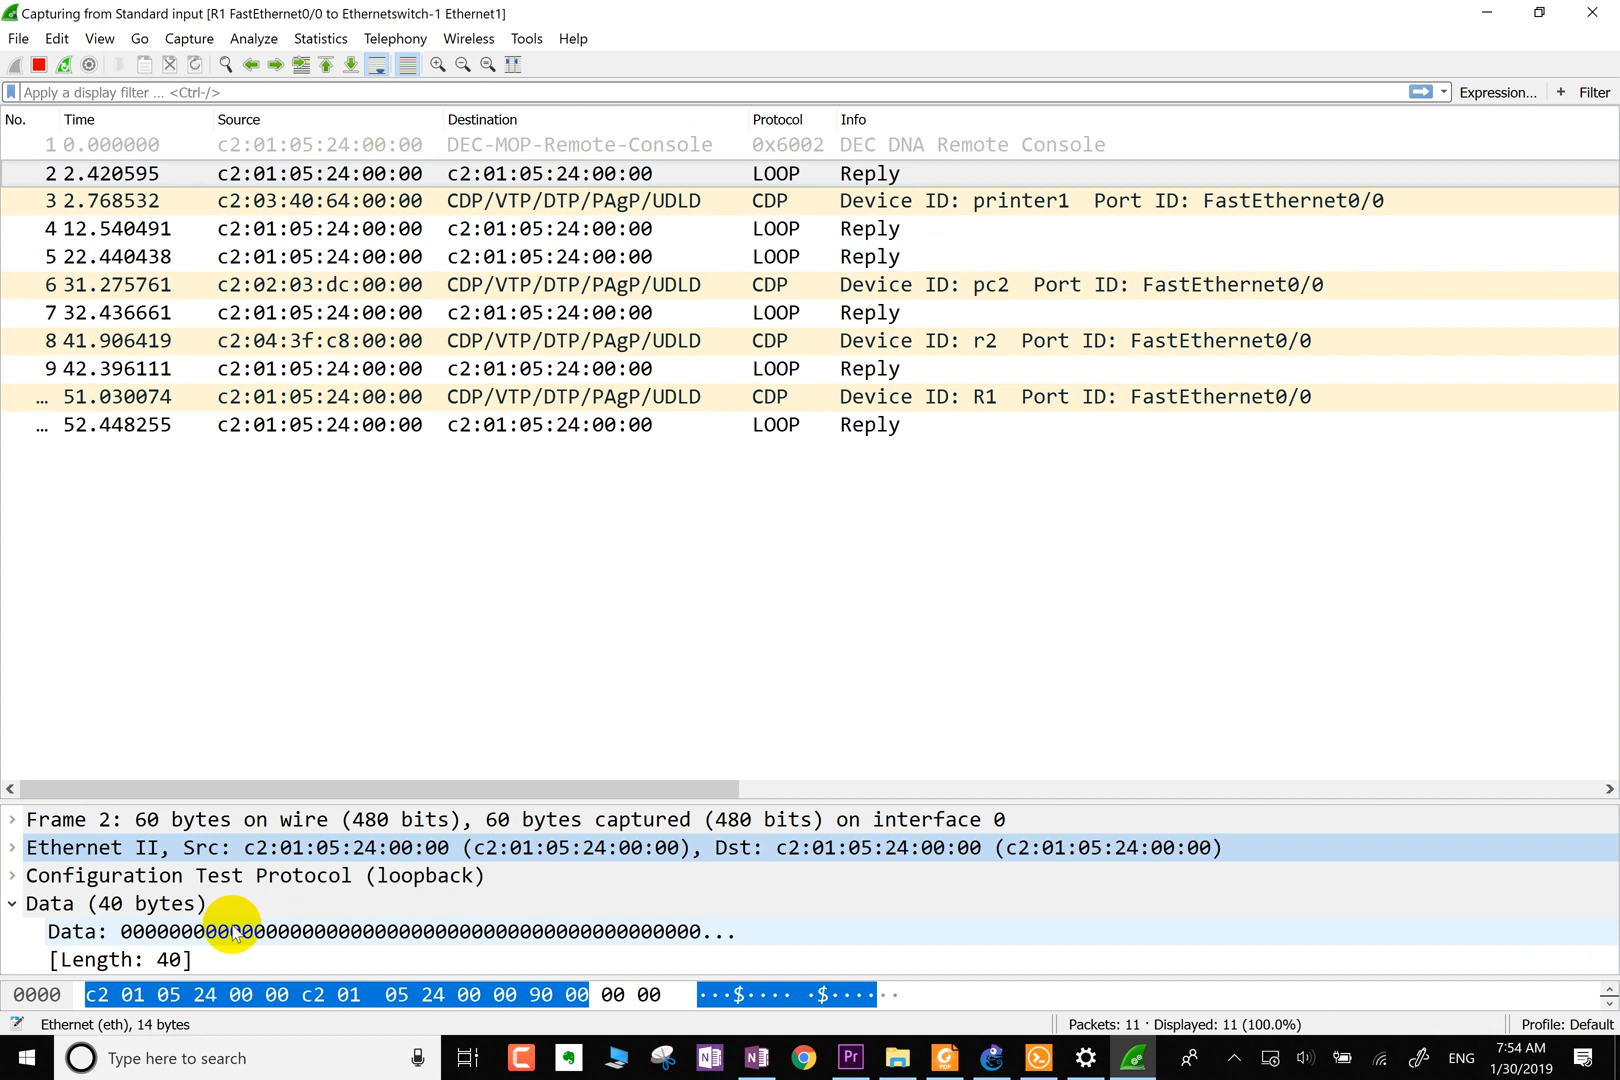 Capturing from Standard input [R1 FastEthernet0/0 to Ethernetswitch-1 Ethernet1]
File Edit View Go Capture Analyze Statistics Telephony Wireless Tools Help
Apply a display filter ... <Ctrl-/> Expression... + Filter
No. Time Source Destination Protocol Info
1 0.000000 c2:01:05:24:00:00 DEC-MOP-Remote-Console 0x6002 DEC DNA Remote Console
2 2.420595 c2:01:05:24:00:00 c2:01:05:24:00:00 LOOP Reply
3 2.768532 c2:03:40:64:00:00 CDP/VTP/DTP/PAgP/UDLD CDP Device ID: printer1 Port ID: FastEthernet0/0
4 12.540491 c2:01:05:24:00:00 c2:01:05:24:00:00 LOOP Reply
5 22.440438 c2:01:05:24:00:00 c2:01:05:24:00:00 LOOP Reply
6 31.275761 c2:02:03:dc:00:00 CDP/VTP/DTP/PAgP/UDLD CDP Device ID: pc2 Port ID: FastEthernet0/0
7 32.436661 c2:01:05:24:00:00 c2:01:05:24:00:00 LOOP Reply
8 41.906419 c2:04:3f:c8:00:00 CDP/VTP/DTP/PAgP/UDLD CDP Device ID: r2 Port ID: FastEthernet0/0
9 42.396111 c2:01:05:24:00:00 c2:01:05:24:00:00 LOOP Reply
... 51.030074 c2:01:05:24:00:00 CDP/VTP/DTP/PAgP/UDLD CDP Device ID: R1 Port ID: FastEthernet0/0
... 52.448255 c2:01:05:24:00:00 c2:01:05:24:00:00 LOOP Reply
Frame 2: 60 bytes on wire (480 bits), 60 bytes captured (480 bits) on interface 0
Ethernet II, Src: c2:01:05:24:00:00 (c2:01:05:24:00:00), Dst: c2:01:05:24:00:00 (c2:01:05:24:00:00)
Configuration Test Protocol (loopback)
Data (40 bytes)
Data: 000000000000000000000000000000000000000000000000...
[Length: 40]
0000 c2 01 05 24 00 00 c2 01 05 24 00 00 90 00 00 00 ···$···· ·$······
Ethernet (eth), 14 bytes Packets: 11 · Displayed: 11 (100.0%) Profile: Default
Type here to search Pr PDF ENG 7:54 AM
1/30/2019